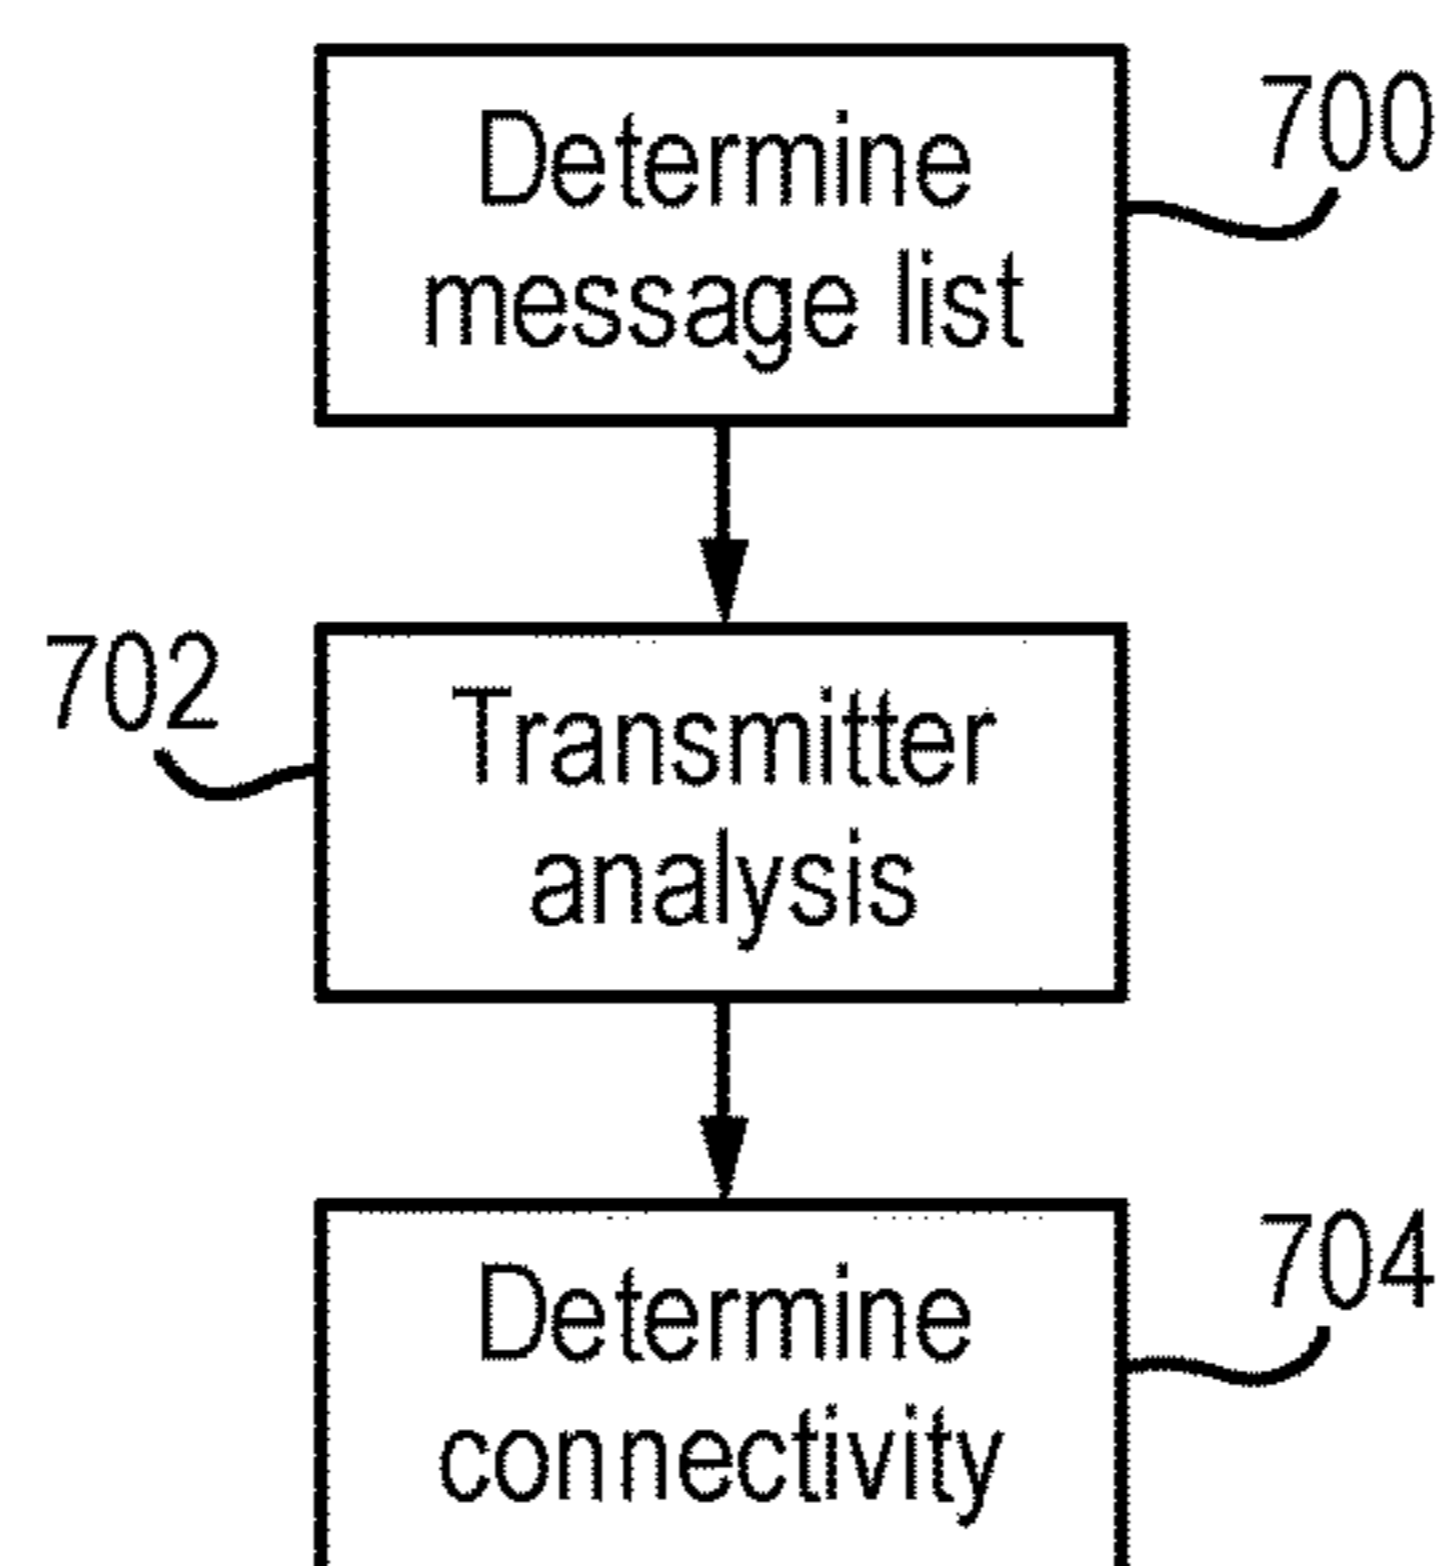 Determine
message list
700
702
Transmitter
analysis
Determine
connectivity
704